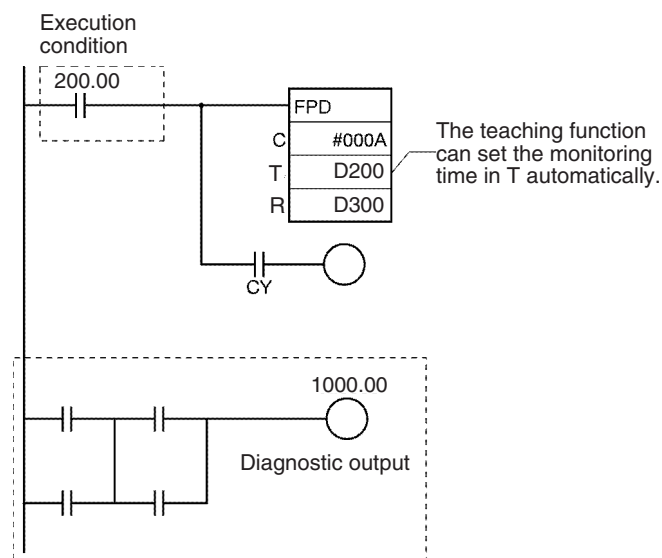 Execution
condition
200.00
FPD
C #000A
T D200
R D300
The teaching function
can set the monitoring
time in T automatically.
CY
1000.00
Diagnostic output